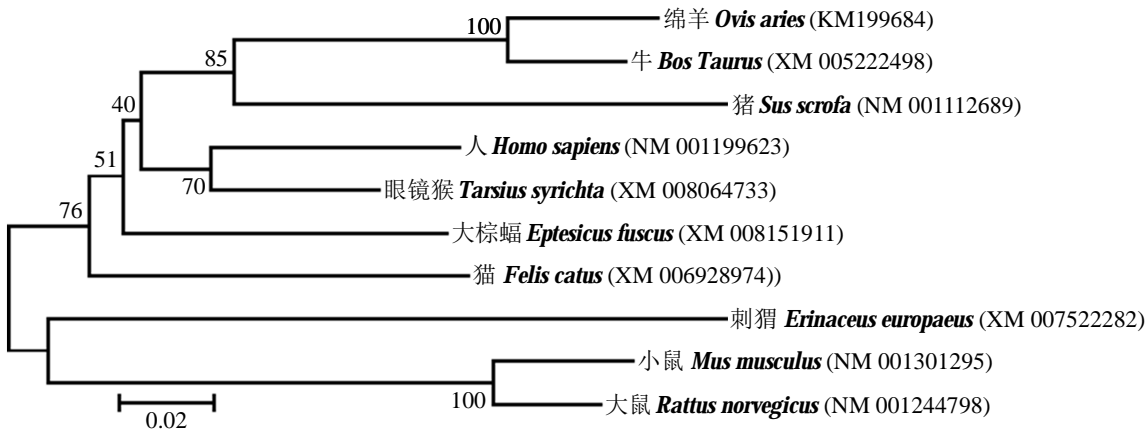 100
绵羊 Ovis aries (KM199684)
85
牛 Bos Taurus (XM 005222498)
40
猪 Sus scrofa (NM 001112689)
51
人 Homo sapiens (NM 001199623)
70
眼镜猴 Tarsius syrichta (XM 008064733)
76
大棕蝠 Eptesicus fuscus (XM 008151911)
猫 Felis catus (XM 006928974))
刺猬 Erinaceus europaeus (XM 007522282)
小鼠 Mus musculus (NM 001301295)
100
大鼠 Rattus norvegicus (NM 001244798)
0.02